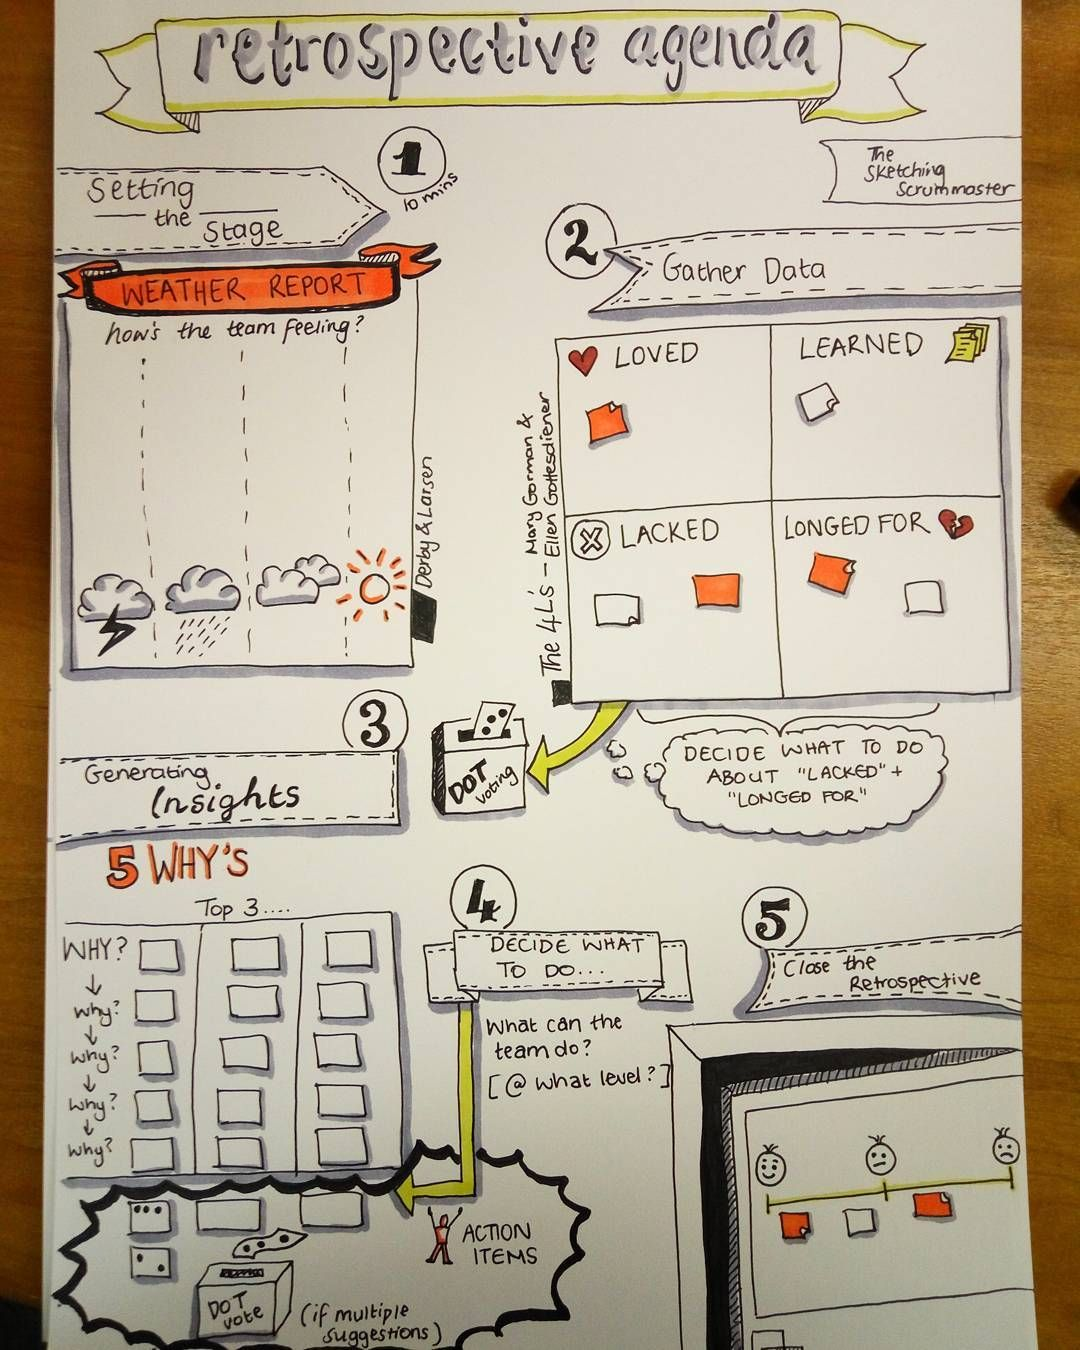 retrospective agenda
The
Sketching
Scrummaster
1
10 mins
Setting
the
Stage
WEATHER REPORT
how's the team feeling?
Derby & Larsen
2
Gather Data
LOVED
LEARNED
LACKED
LONGED FOR
The 4L's - Mary Gorman &
Ellen Gottesdiener
DECIDE WHAT TO DO
ABOUT "LACKED" +
"LONGED FOR"
DOT
voting
3
Generating
Insights
5 WHY'S
Top 3....
WHY?
why?
why?
why?
why?
4
DECIDE WHAT
TO DO...
What can the
team do?
[@ what level?]
ACTION
ITEMS
DOT
vote
(if multiple
suggestions)
5
Close the
Retrospective